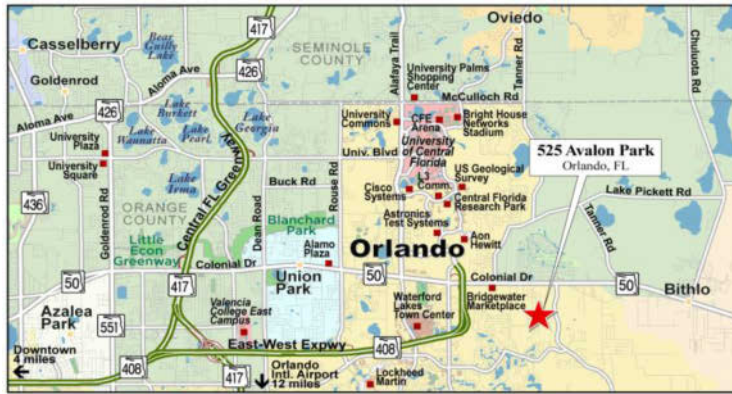 417
Casselberry
Bear
Gully
Lake
Goldenrod
Aloma Ave
426
SEMINOLE
COUNTY
Alafaya Trail
Oviedo
Tanner Rd
Chuluota Rd
University Palms
Shopping
Center
McCulloch Rd
426
Aloma Ave
Lake
Burkett
Lake
Waunatta
Lake
Pearl
Lake
Georgia
University
Plaza
University
Square
University
Commons
CFE
Arena
Bright House
Networks
Stadium
Univ. Blvd
University
of Central
Florida
525 Avalon Park
Orlando, FL
Lake
Irma
Central FL Greenway
Buck Rd
Rouse Rd
L3
Comm.
US Geological
Survey
Cisco
Systems
Central Florida
Research Park
Lake Pickett Rd
436
Goldenrod Rd
ORANGE
COUNTY
Dean Road
Blanchard
Park
Astronics
Test Systems
Tanner Rd
Little
Econ
Greenway
Alamo
Plaza
Orlando
Aon
Hewitt
50
Colonial Dr
417
Union
Park
50
Colonial Dr
50
Bithlo
Bridgewater
Marketplace
Azalea
Park
551
Valencia
College East
Campus
Waterford
Lakes
Town Center
East-West Expwy
408
Downtown
4 miles
408
417
Orlando
Intl. Airport
12 miles
Lockheed
Martin